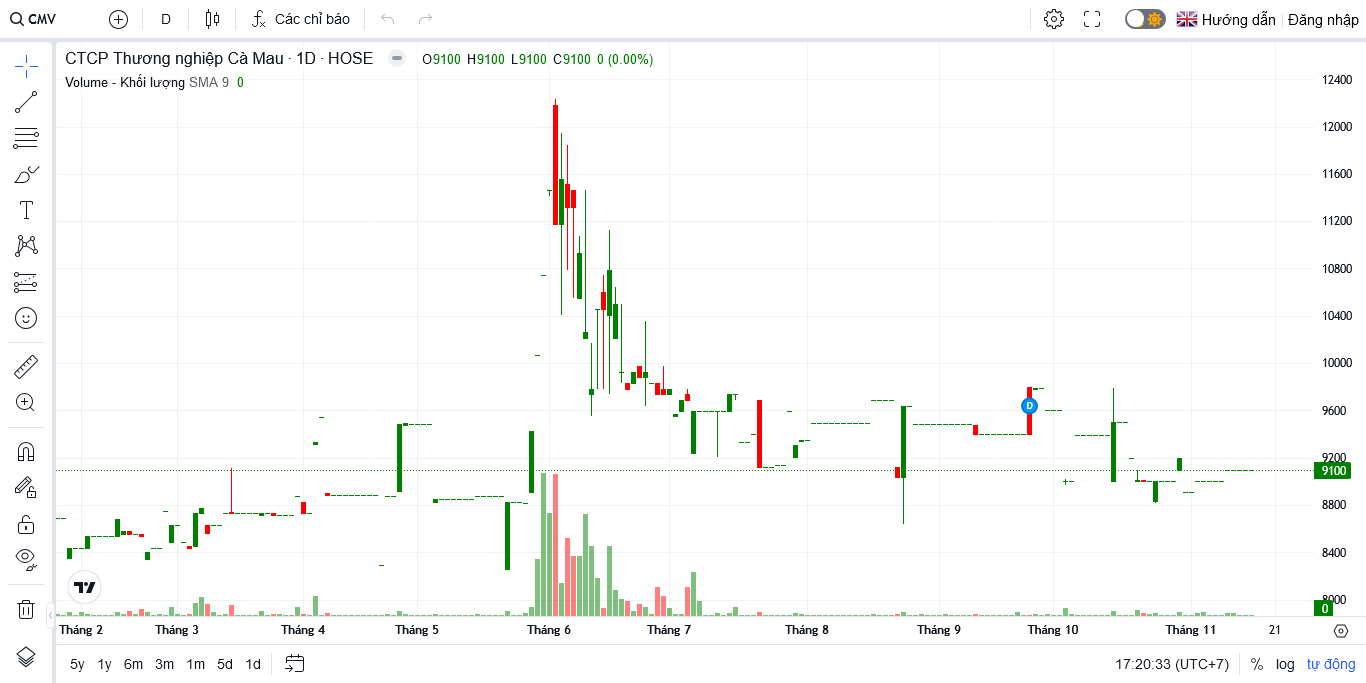 CMV D Các chỉ báo Hướng dẫn Đăng nhập
CTCP Thương nghiệp Cà Mau · 1D · HOSE O9100 H9100 L9100 C9100 0 (0.00%)
Volume - Khối lượng SMA 9 0
12400
12000
11600
11200
10800
10400
10000
9600
D
9200
9100
8800
8400
8000
0
Tháng 2 Tháng 3 Tháng 4 Tháng 5 Tháng 6 Tháng 7 Tháng 8 Tháng 9 Tháng 10 Tháng 11 21
5y 1y 6m 3m 1m 5d 1d 17:20:33 (UTC+7) % log tự động